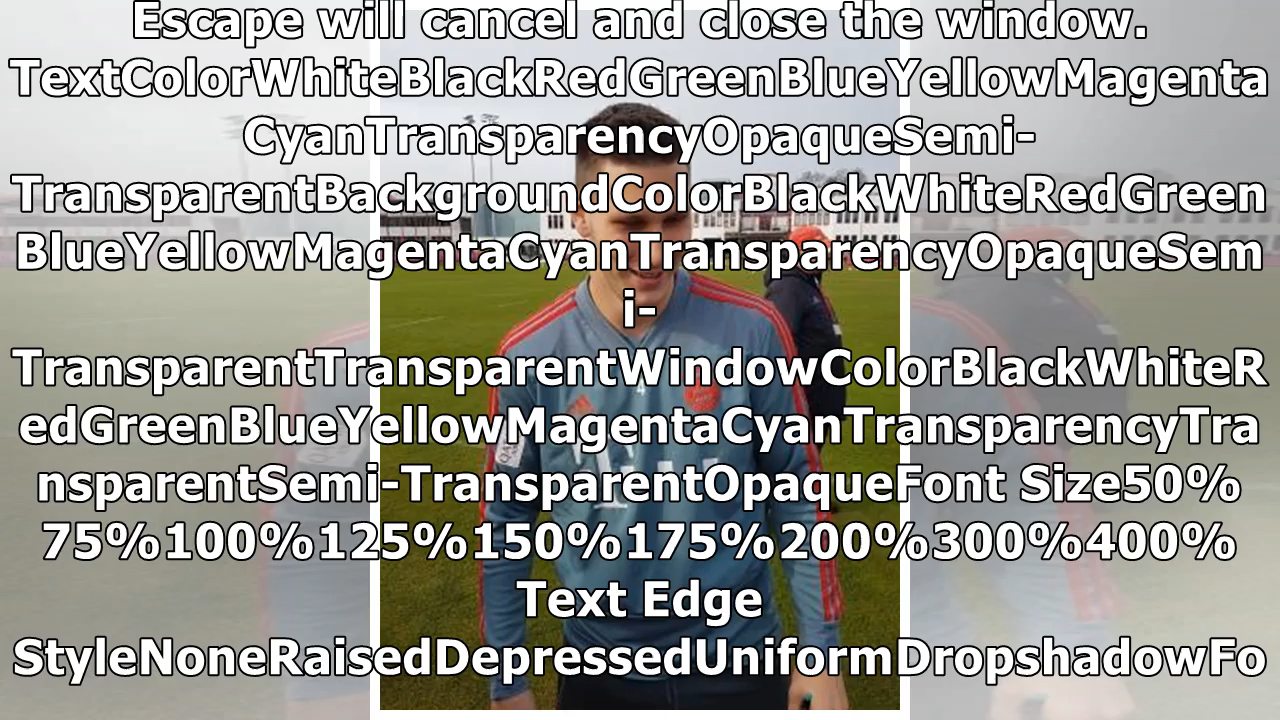 Escape will cancel and close the window.
TextColorWhiteBlackRedGreenBlueYellowMagenta
CyanTransparencyOpaqueSemi-
TransparentBackgroundColorBlackWhiteRedGreen
BlueYellowMagentaCyanTransparencyOpaqueSem
i-
TransparentTransparentWindowColorBlackWhiteR
edGreenBlueYellowMagentaCyanTransparencyTra
nsparentSemi-TransparentOpaqueFont Size50%
75%100%125%150%175%200%300%400%
Text Edge
StyleNoneRaisedDepressedUniformDropshadowFo